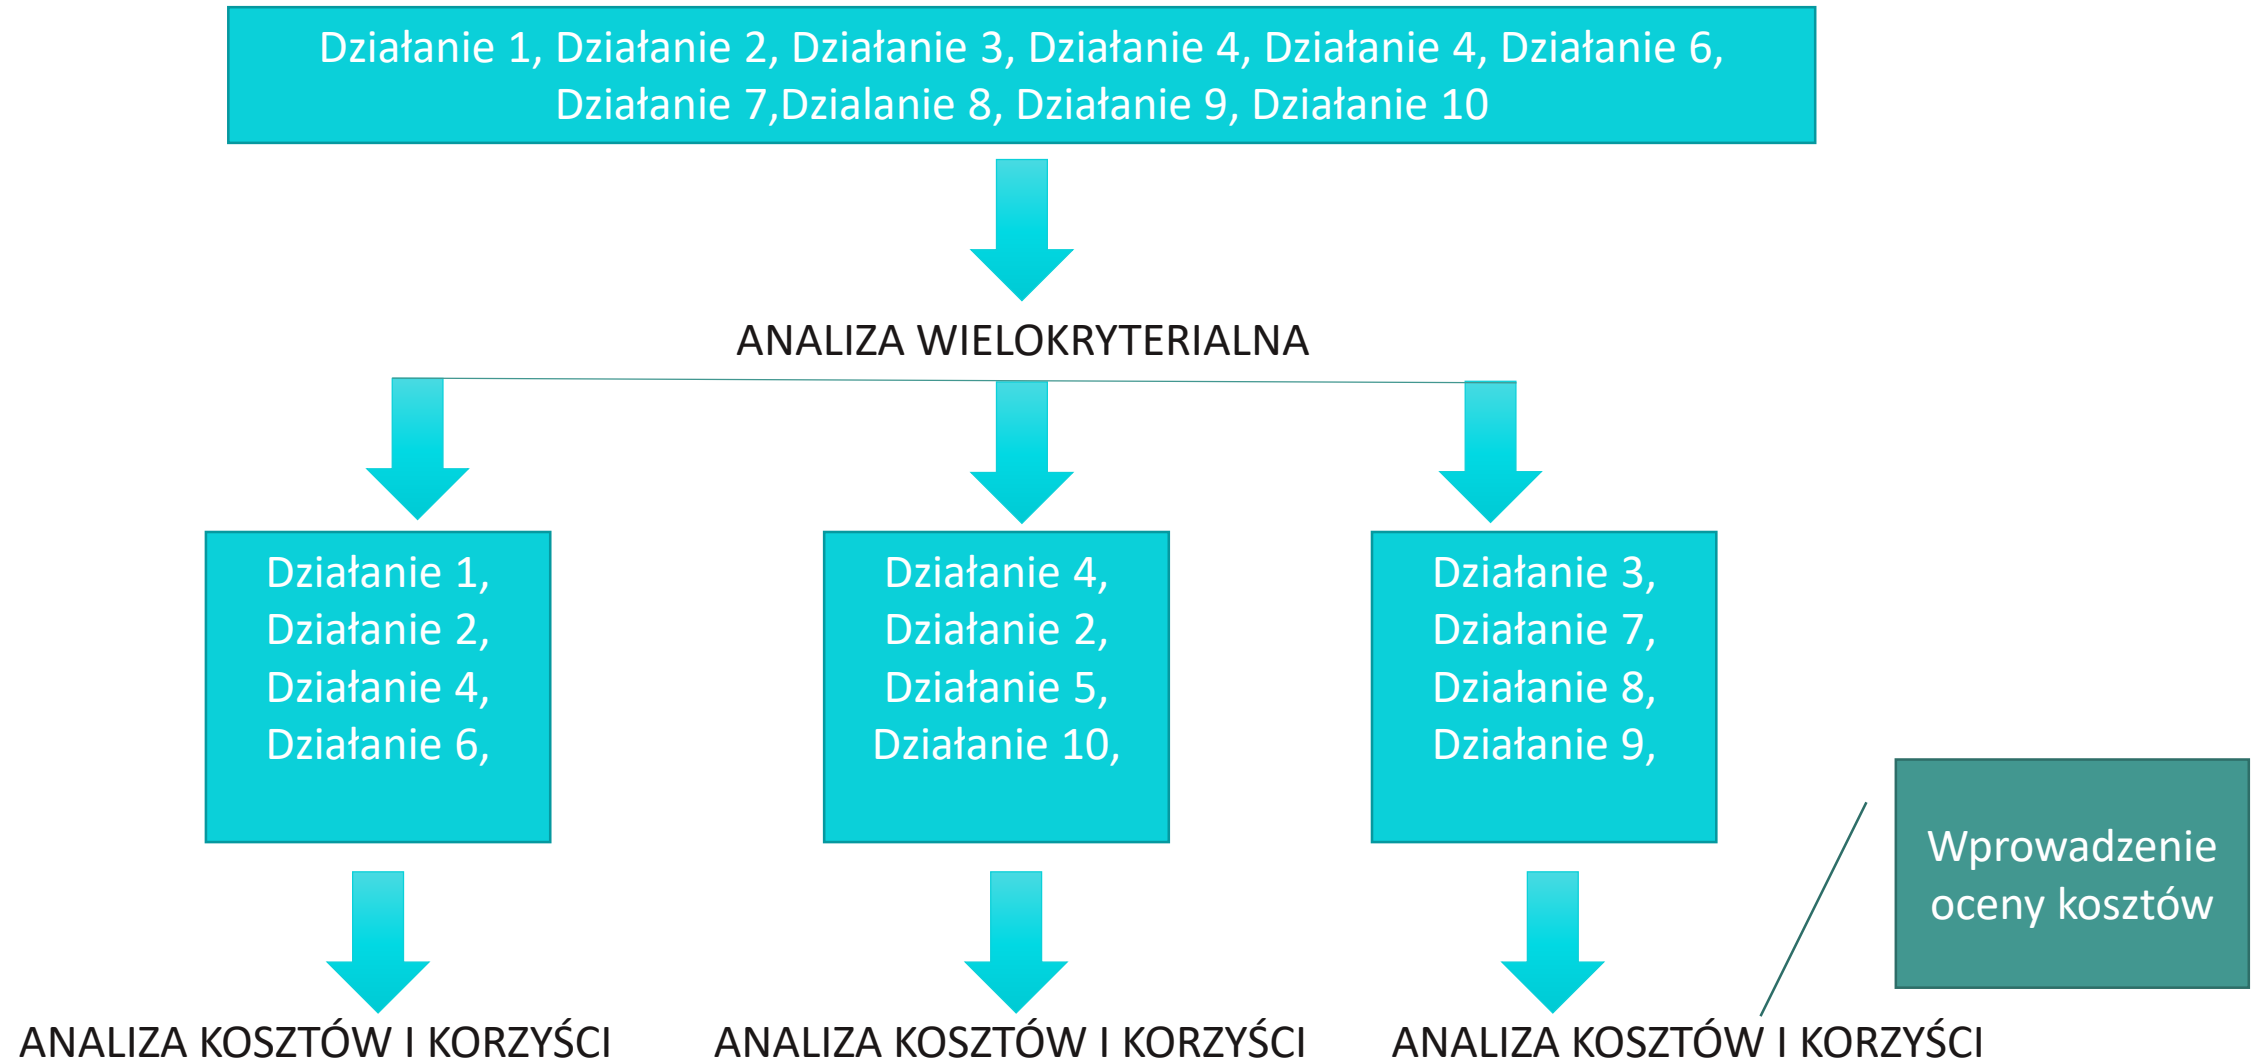 Działanie 1, Działanie 2, Działanie 3, Działanie 4, Działanie 4, Działanie 6,
Działanie 7,Dzialanie 8, Działanie 9, Działanie 10
ANALIZA WIELOKRYTERIALNA
Działanie 1,
Działanie 2,
Działanie 4,
Działanie 6,
Działanie 4,
Działanie 2,
Działanie 5,
Działanie 10,
Działanie 3,
Działanie 7,
Działanie 8,
Działanie 9,
Wprowadzenie
oceny kosztów
ANALIZA KOSZTÓW I KORZYŚCI
ANALIZA KOSZTÓW I KORZYŚCI
ANALIZA KOSZTÓW I KORZYŚCI